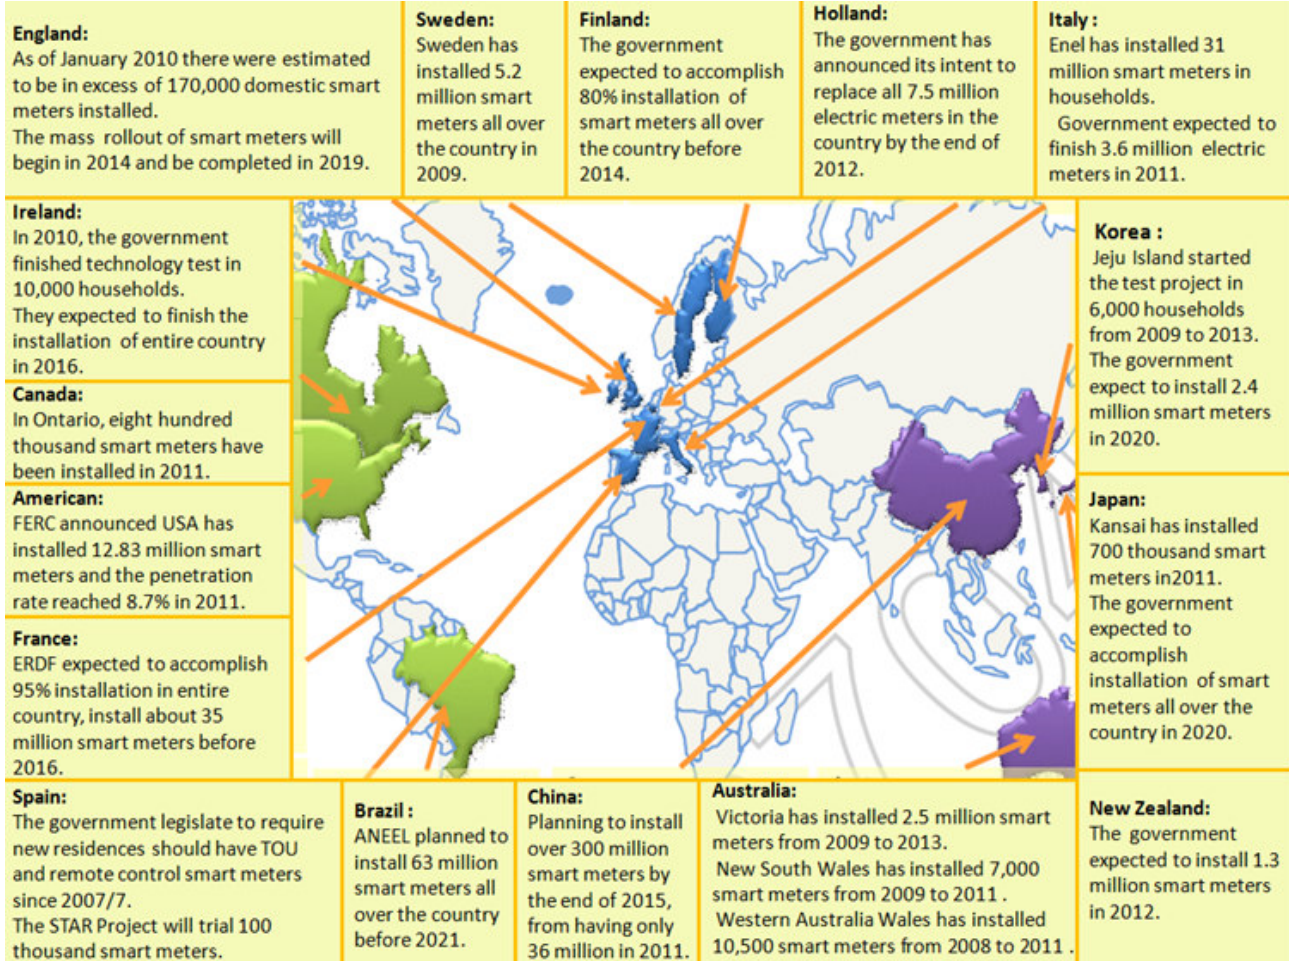 England:
As of January 2010 there were estimated
to be in excess of 170,000 domestic smart
meters installed.
The mass rollout of smart meters will
begin in 2014 and be completed in 2019.
Sweden:
Sweden has
installed 5.2
million smart
meters all over
the country in
2009.
Finland:
The government
expected to accomplish
80% installation of
smart meters all over
the country before
2014.
Holland:
The government has
announced its intent to
replace all 7.5 million
electric meters in the
country by the end of
2012.
Italy :
Enel has installed 31
million smart meters in
households.
Government expected to
finish 3.6 million electric
meters in 2011.
Ireland:
In 2010, the government
finished technology test in
10,000 households.
They expected to finish the
installation of entire country
in 2016.
Canada:
In Ontario, eight hundred
thousand smart meters have
been installed in 2011.
American:
FERC announced USA has
installed 12.83 million smart
meters and the penetration
rate reached 8.7% in 2011.
France:
ERDF expected to accomplish
95% installation in entire
country, install about 35
million smart meters before
2016.
Korea :
Jeju Island started
the test project in
6,000 households
from 2009 to 2013.
The government
expect to install 2.4
million smart meters
in 2020.
Japan:
Kansai has installed
700 thousand smart
meters in2011.
The government
expected to
accomplish
installation of smart
meters all over the
country in 2020.
Spain:
The government legislate to require
new residences should have TOU
and remote control smart meters
since 2007/7.
The STAR Project will trial 100
thousand smart meters.
Brazil :
ANEEL planned to
install 63 million
smart meters all
over the country
before 2021.
China:
Planning to install
over 300 million
smart meters by
the end of 2015,
from having only
36 million in 2011.
Australia:
Victoria has installed 2.5 million smart
meters from 2009 to 2013.
New South Wales has installed 7,000
smart meters from 2009 to 2011 .
Western Australia Wales has installed
10,500 smart meters from 2008 to 2011 .
New Zealand:
The government
expected to install 1.3
million smart meters
in 2012.